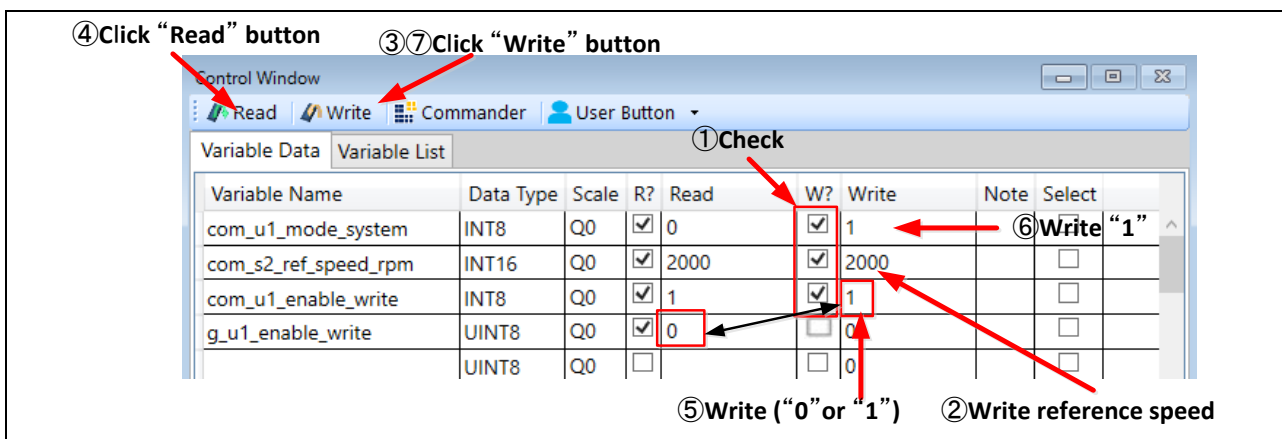 ④Click “Read” button
③⑦Click “Write” button
Control Window
Read Write Commander User Button
Variable Data Variable List
①Check
Variable Name Data Type Scale R? Read W? Write Note Select
com_u1_mode_system INT8 Q0 0 1
⑥Write “1”
com_s2_ref_speed_rpm INT16 Q0 2000 2000
com_u1_enable_write INT8 Q0 1 1
g_u1_enable_write UINT8 Q0 0 0
UINT8 Q0 0
⑤Write (“0”or “1”) ②Write reference speed